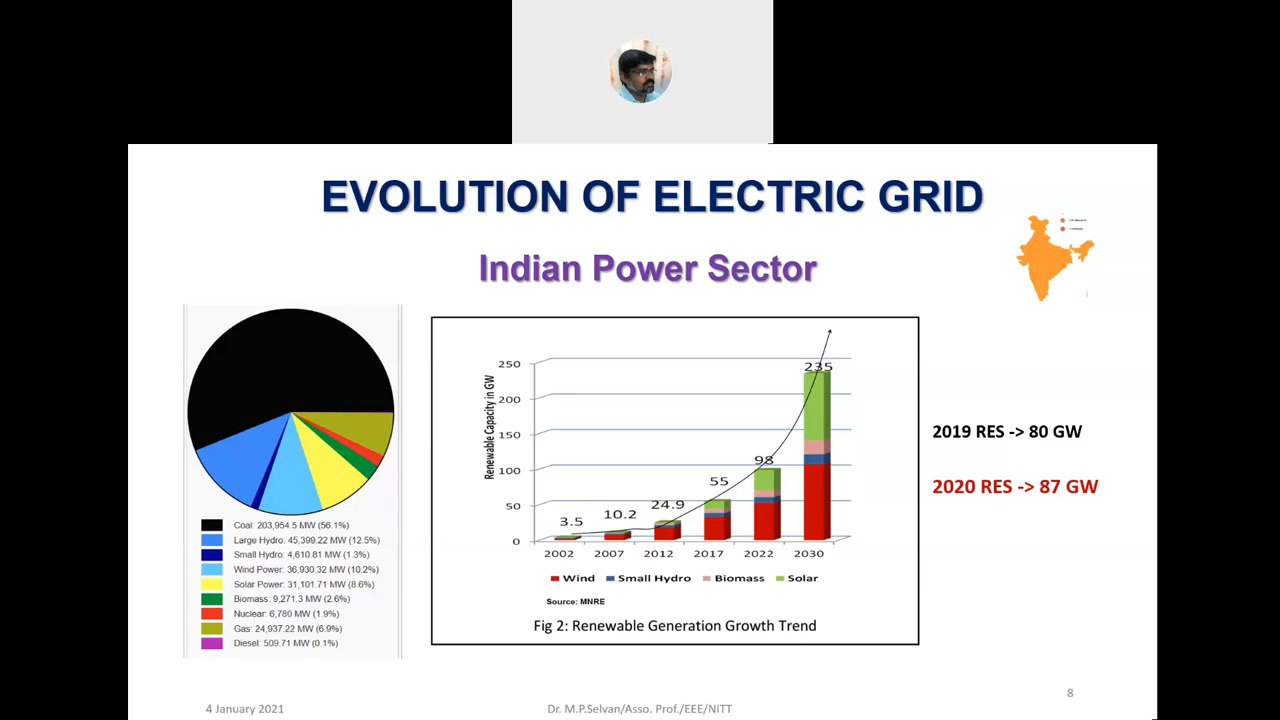 EVOLUTION OF ELECTRIC GRID
Indian Power Sector
Coal: 203,954.5 MW (56.1%)
Large Hydro: 45,399.22 MW (12.5%)
Small Hydro: 4,610.81 MW (1.3%)
Wind Power: 36,930.32 MW (10.2%)
Solar Power: 31,101.71 MW (8.6%)
Biomass: 9,271.3 MW (2.6%)
Nuclear: 6,780 MW (1.9%)
Gas: 24,937.22 MW (6.9%)
Diesel: 509.71 MW (0.1%)
Renewable Capacity in GW
250
200
150
100
50
0
3.5
10.2
24.9
55
98
235
2002 2007 2012 2017 2022 2030
Wind Small Hydro Biomass Solar
Source: MNRE
Fig 2: Renewable Generation Growth Trend
2019 RES -> 80 GW
2020 RES -> 87 GW
8
4 January 2021
Dr. M.P.Selvan/Asso. Prof./EEE/NITT